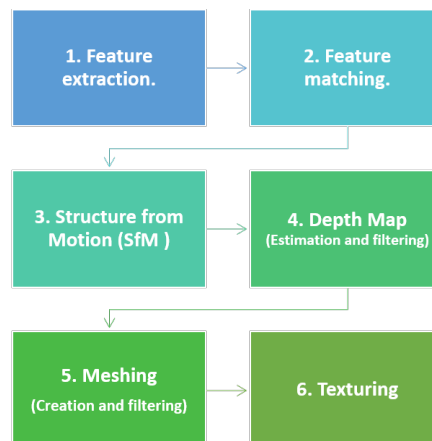 1. Feature
extraction.
2. Feature
matching.
3. Structure from
Motion (SfM )
4. Depth Map
(Estimation and filtering)
5. Meshing
(Creation and filtering)
6. Texturing